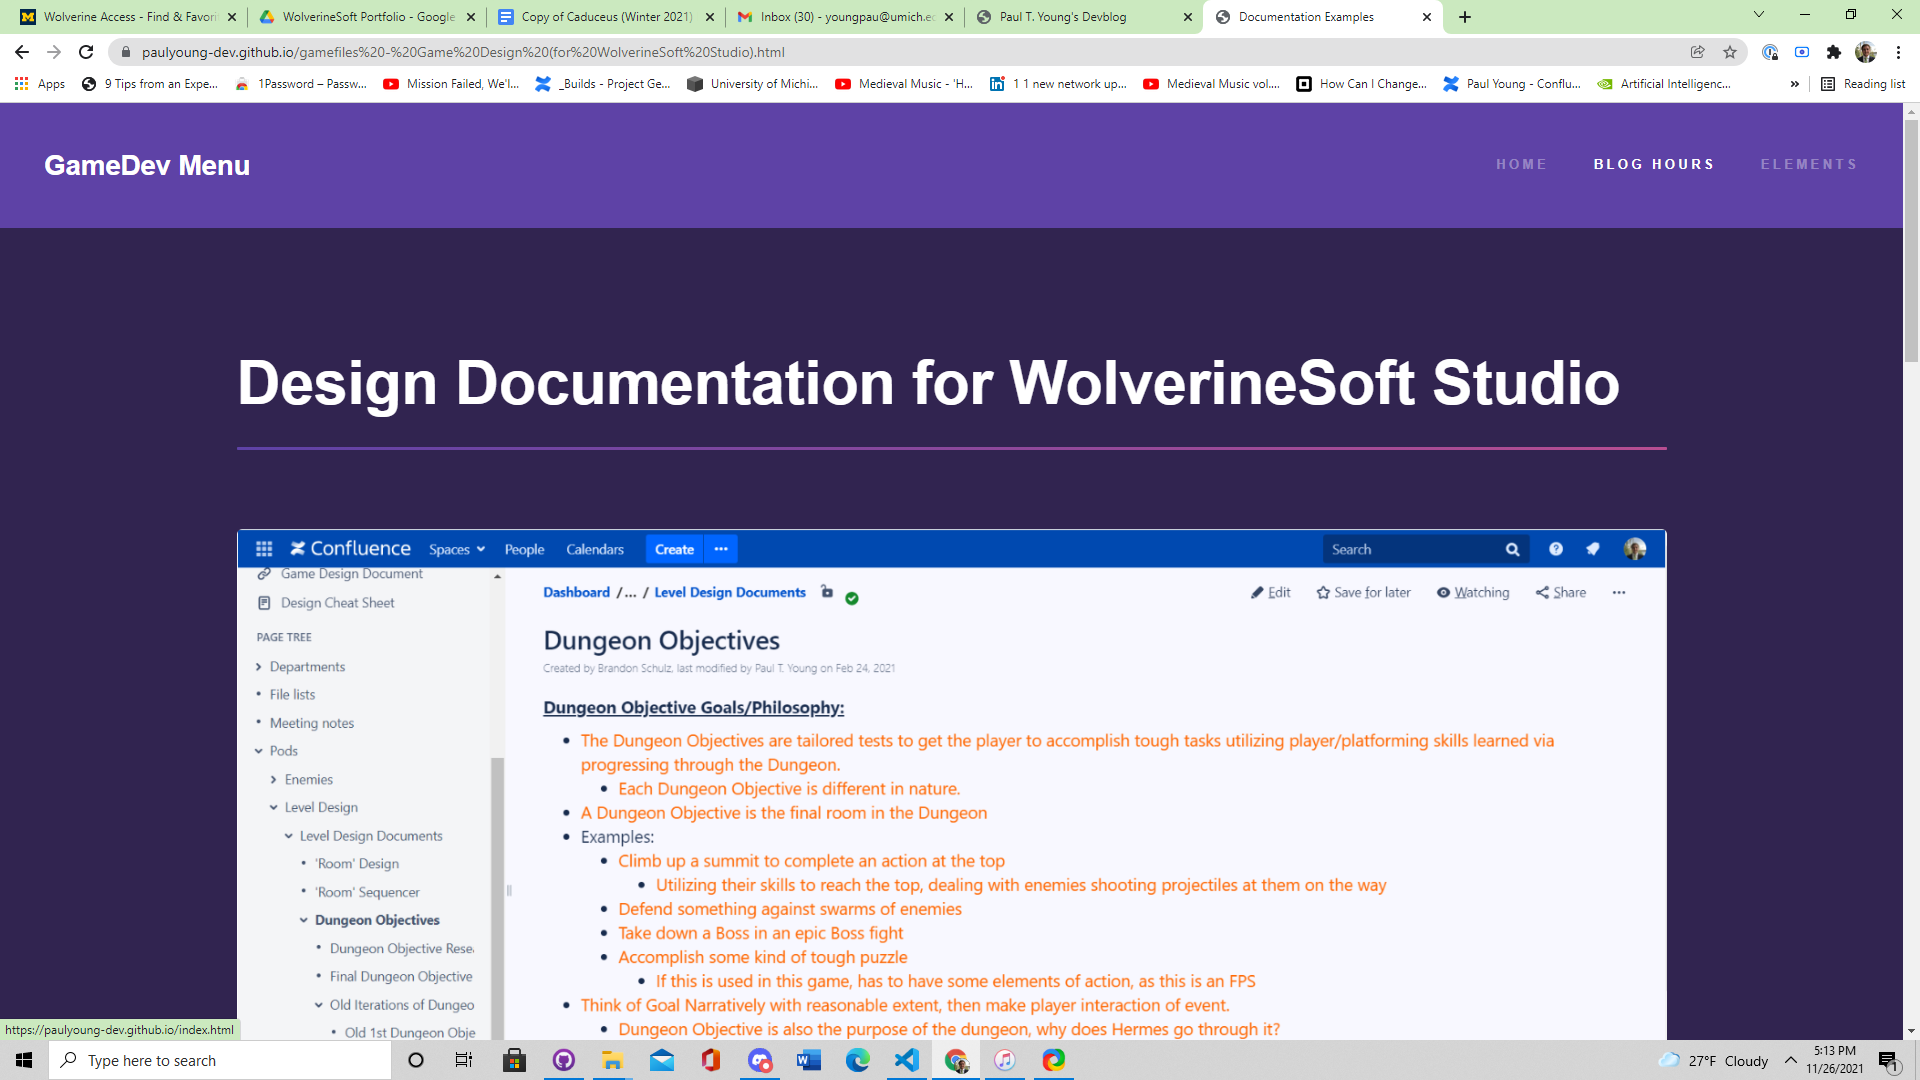 Wolverine Access - Find & Favori
WolverineSoft Portfolio - Google
Copy of Caduceus (Winter 2021)
Inbox (30) - youngpau@umich.ec
Paul T. Young's Devblog
Documentation Examples
paulyoung-dev.github.io/gamefiles%20-%20Game%20Design%20(for%20WolverineSoft%20Studio).html
Apps
9 Tips from an Expe...
1Password – Passw...
Mission Failed, We'l...
_Builds - Project Ge...
University of Michi...
Medieval Music - 'H...
1 1 new network up...
Medieval Music vol....
How Can I Change...
Paul Young - Conflu...
Artificial Intelligenc...
»
Reading list
GameDev Menu
HOME
BLOG HOURS
ELEMENTS
Design Documentation for WolverineSoft Studio
Confluence
Spaces
People
Calendars
Create
Search
Game Design Document
Design Cheat Sheet
PAGE TREE
Departments
File lists
Meeting notes
Pods
Enemies
Level Design
Level Design Documents
'Room' Design
'Room' Sequencer
Dungeon Objectives
Dungeon Objective Rese
Final Dungeon Objective
Old Iterations of Dungeo
Old 1st Dungeon Obje
Dashboard /... / Level Design Documents
Edit
Save for later
Watching
Share
Dungeon Objectives
Created by Brandon Schulz, last modified by Paul T. Young on Feb 24, 2021
Dungeon Objective Goals/Philosophy:
The Dungeon Objectives are tailored tests to get the player to accomplish tough tasks utilizing player/platforming skills learned via
progressing through the Dungeon.
Each Dungeon Objective is different in nature.
A Dungeon Objective is the final room in the Dungeon
Examples:
Climb up a summit to complete an action at the top
Utilizing their skills to reach the top, dealing with enemies shooting projectiles at them on the way
Defend something against swarms of enemies
Take down a Boss in an epic Boss fight
Accomplish some kind of tough puzzle
If this is used in this game, has to have some elements of action, as this is an FPS
Think of Goal Narratively with reasonable extent, then make player interaction of event.
Dungeon Objective is also the purpose of the dungeon, why does Hermes go through it?
https://paulyoung-dev.github.io/index.html
Type here to search
27°F Cloudy
5:13 PM
11/26/2021
1